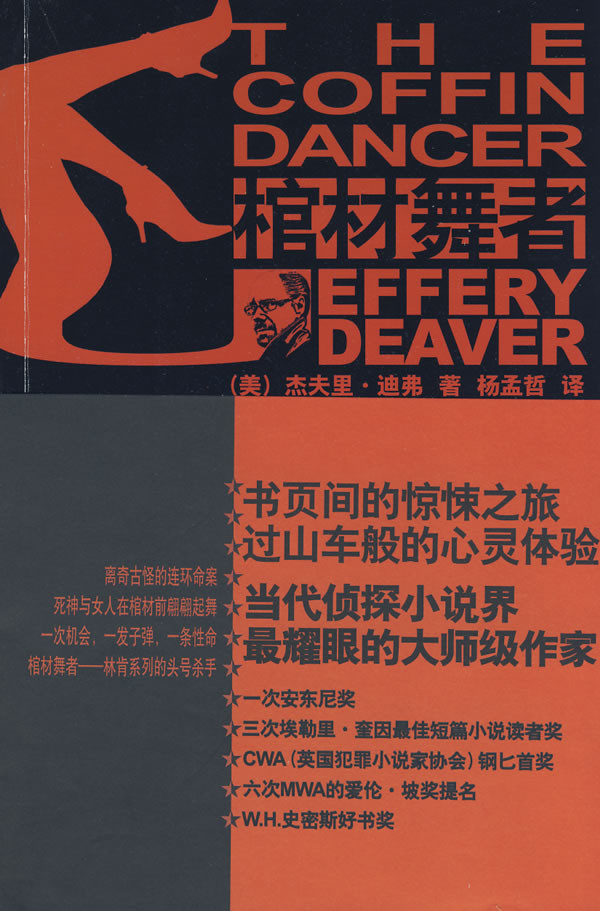 THE
COFFIN
DANCER
棺材舞者
JEFFERY
DEAVER
(美) 杰夫里·迪弗 著 杨孟哲 译
书页间的惊悚之旅
过山车般的心灵体验
当代侦探小说界
最耀眼的大师级作家
离奇古怪的连环命案
死神与女人在棺材前翩翩起舞
一次机会，一发子弹，一条性命
棺材舞者——林肯系列的头号杀手
★一次安东尼奖
★三次埃勒里·奎因最佳短篇小说读者奖
★CWA(英国犯罪小说家协会)钢匕首奖
★六次MWA的爱伦·坡奖提名
★W.H.史密斯好书奖